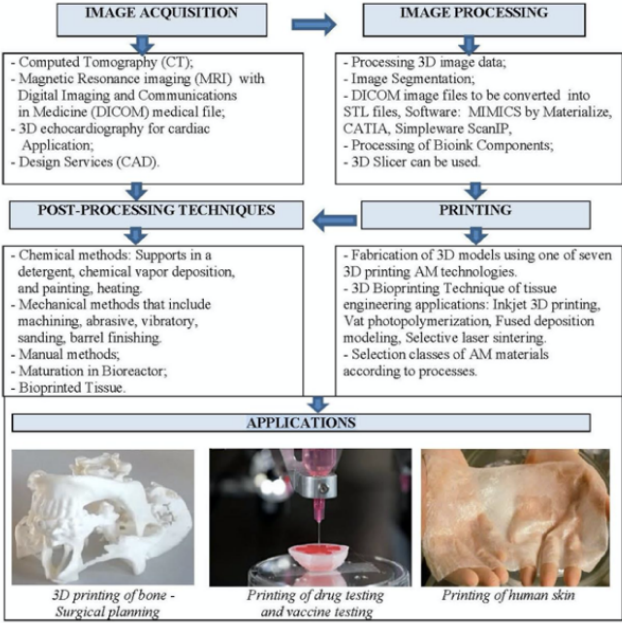 IMAGE ACQUISITION
IMAGE PROCESSING
- Computed Tomography (CT);
- Magnetic Resonance imaging (MRI) with
Digital Imaging and Communications
in Medicine (DICOM) medical file;
- 3D echocardiography for cardiac
Application;
- Design Services (CAD).
- Processing 3D image data;
- Image Segmentation;
- DICOM image files to be converted into
STL files, Software: MIMICS by Materialize,
CATIA, Simpleware ScanIP,
- Processing of Bioink Components;
- 3D Slicer can be used.
POST-PROCESSING TECHNIQUES
PRINTING
- Chemical methods: Supports in a
detergent, chemical vapor deposition,
and painting, heating.
- Mechanical methods that include
machining, abrasive, vibratory,
sanding, barrel finishing.
- Manual methods;
- Maturation in Bioreactor;
- Bioprinted Tissue.
- Fabrication of 3D models using one of seven
3D printing AM technologies.
- 3D Bioprinting Technique of tissue
engineering applications: Inkjet 3D printing,
Vat photopolymerization, Fused deposition
modeling, Selective laser sintering.
- Selection classes of AM materials
according to processes.
APPLICATIONS
3D printing of bone -
Surgical planning
Printing of drug testing
and vaccine testing
Printing of human skin